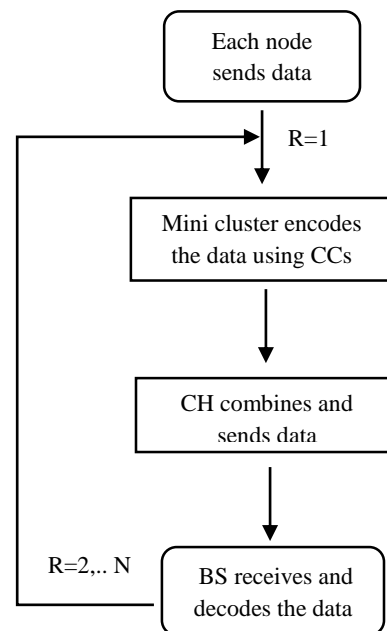 Each node
sends data
R=1
Mini cluster encodes
the data using CCs
CH combines and
sends data
R=2,.. N
BS receives and
decodes the data